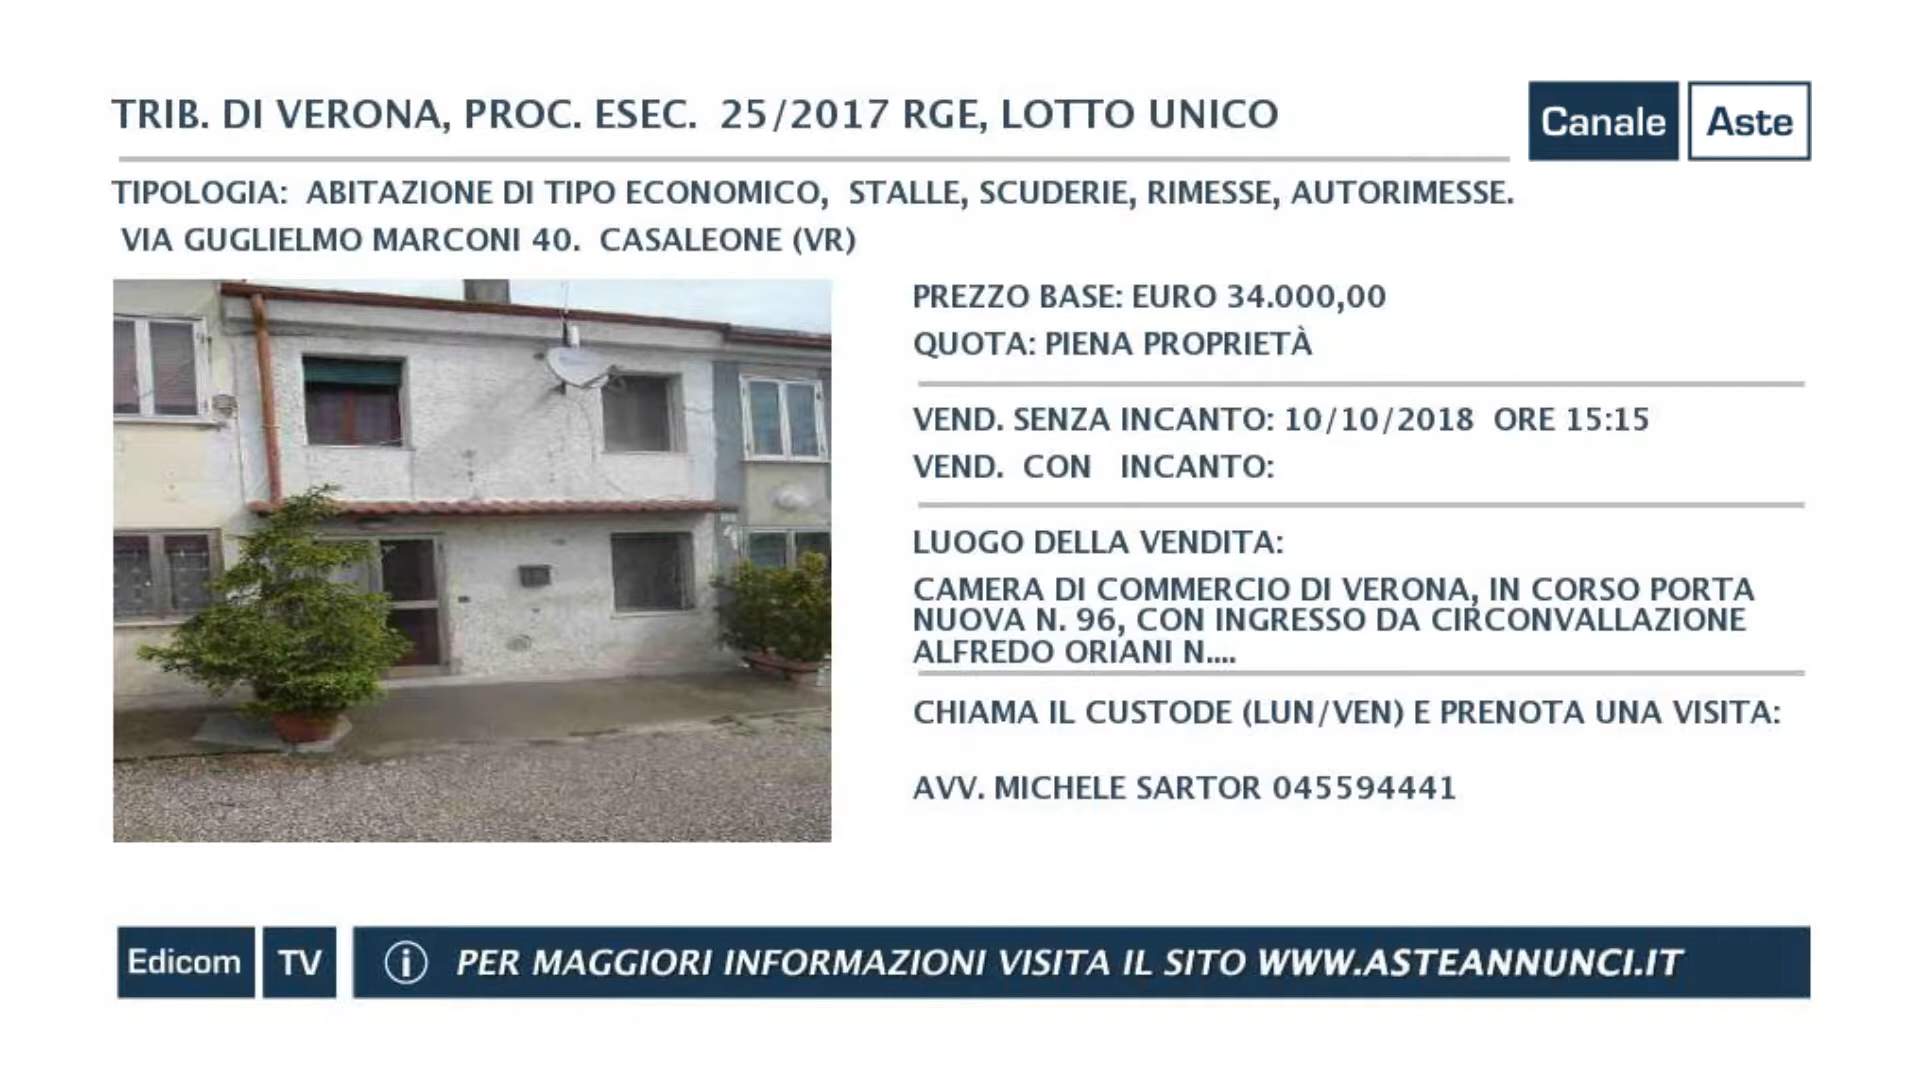 TRIB. DI VERONA, PROC. ESEC. 25/2017 RGE, LOTTO UNICO
Canale Aste
TIPOLOGIA: ABITAZIONE DI TIPO ECONOMICO, STALLE, SCUDERIE, RIMESSE, AUTORIMESSE.
VIA GUGLIELMO MARCONI 40. CASALEONE (VR)
PREZZO BASE: EURO 34.000,00
QUOTA: PIENA PROPRIETÀ
VEND. SENZA INCANTO: 10/10/2018 ORE 15:15
VEND. CON INCANTO:
LUOGO DELLA VENDITA:
CAMERA DI COMMERCIO DI VERONA, IN CORSO PORTA
NUOVA N. 96, CON INGRESSO DA CIRCONVALLAZIONE
ALFREDO ORIANI N....
CHIAMA IL CUSTODE (LUN/VEN) E PRENOTA UNA VISITA:
AVV. MICHELE SARTOR 045594441
Edicom TV
PER MAGGIORI INFORMAZIONI VISITA IL SITO WWW.ASTEANNUNCI.IT